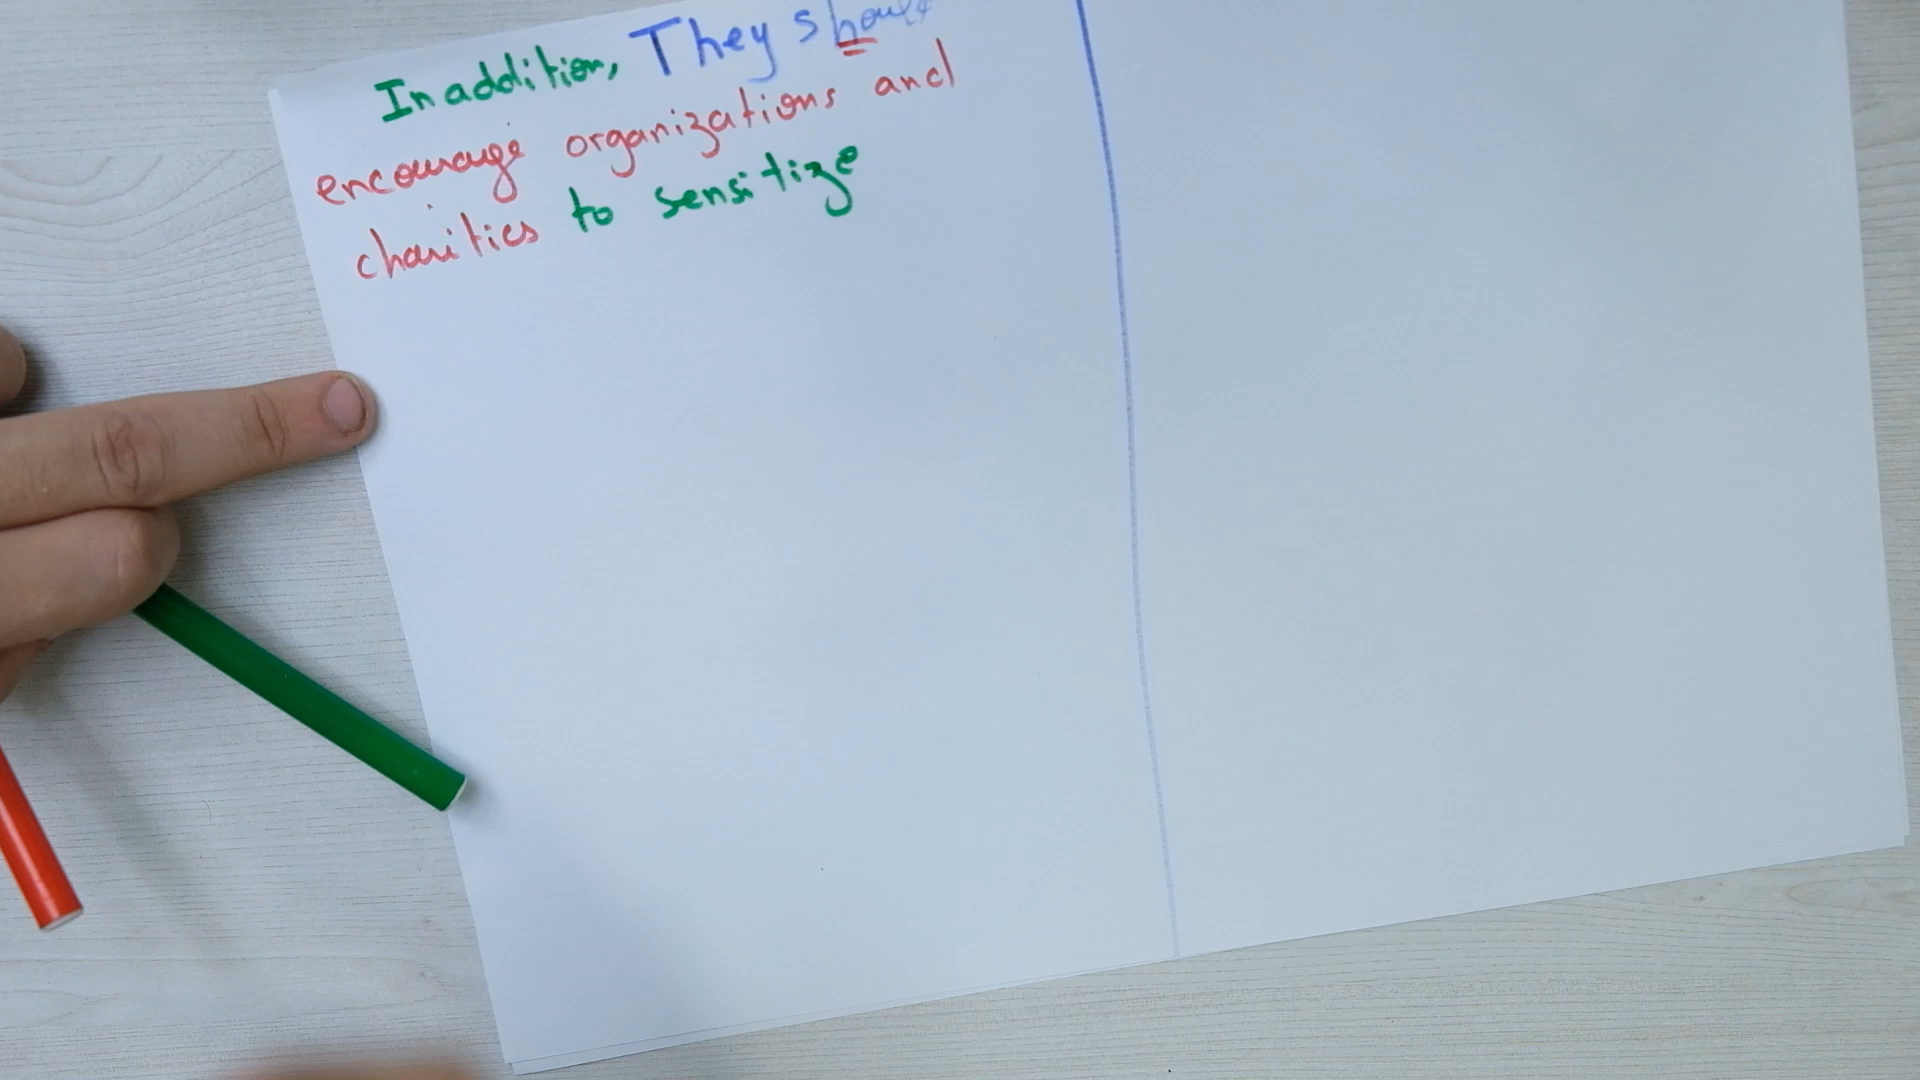 In addition, They should
encourage organizations and
charities to sensitize